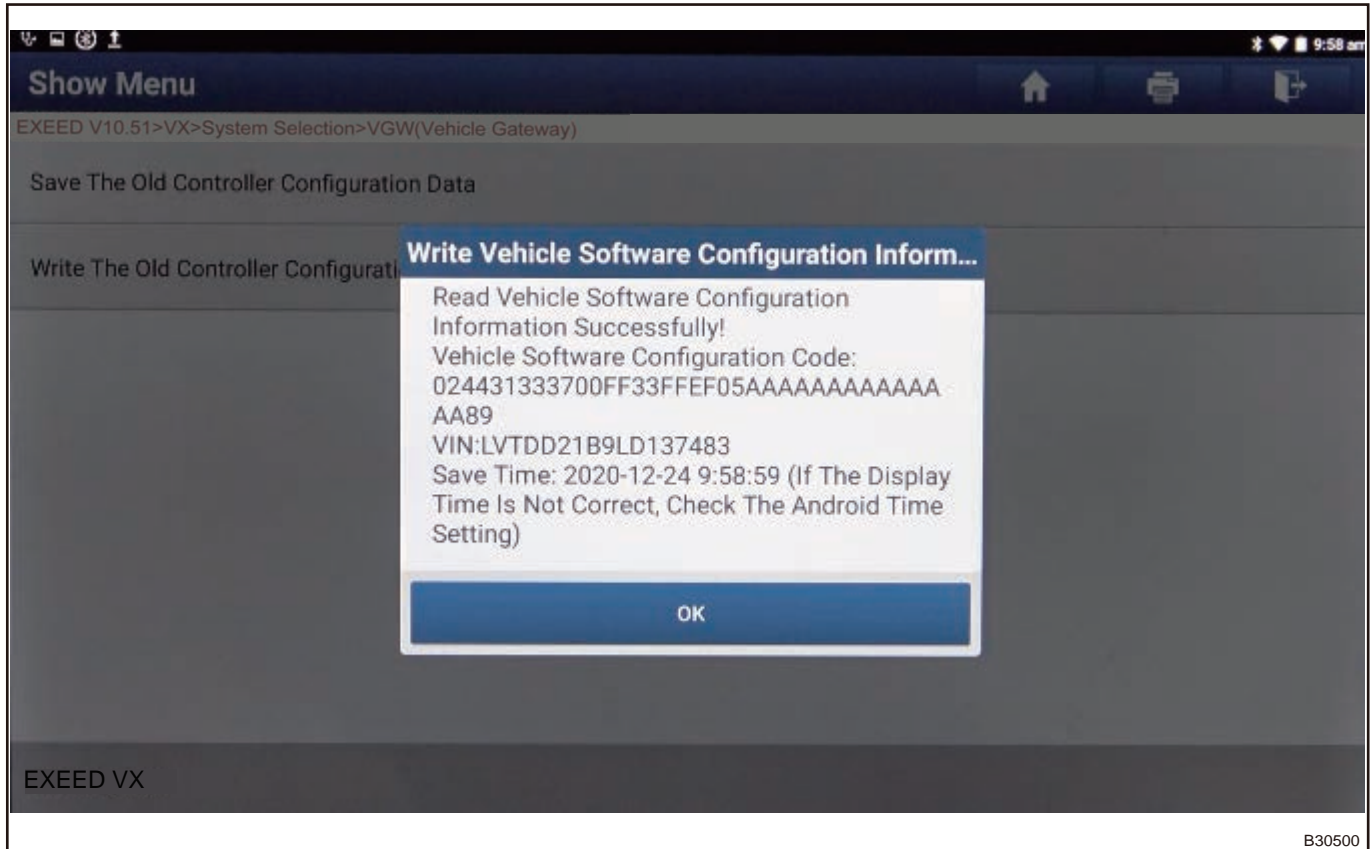 9:58 am
Show Menu
EXEED V10.51>VX>System Selection>VGW(Vehicle Gateway)
Save The Old Controller Configuration Data
Write The Old Controller Configurati
Write Vehicle Software Configuration Inform...
Read Vehicle Software Configuration
Information Successfully!
Vehicle Software Configuration Code:
024431333700FF33FFEF05AAAAAAAAAAAA
AA89
VIN:LVTDD21B9LD137483
Save Time: 2020-12-24 9:58:59 (If The Display
Time Is Not Correct, Check The Android Time
Setting)
OK
EXEED VX
B30500